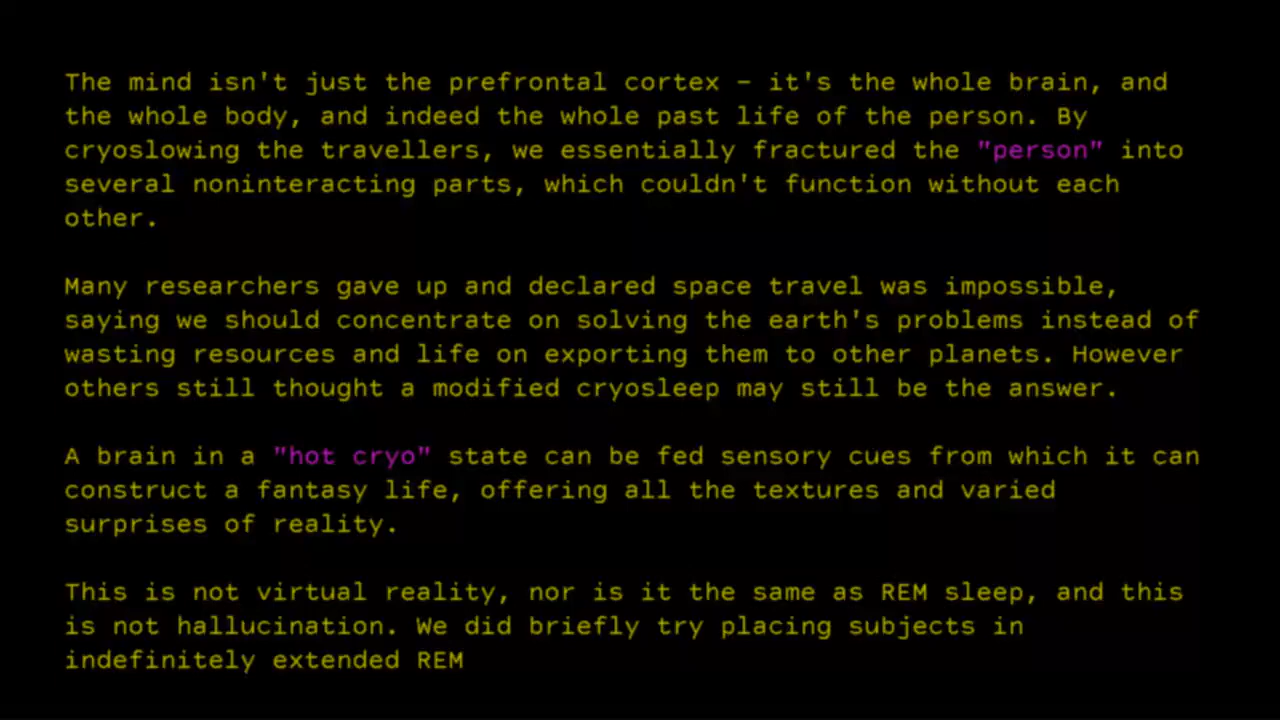 The mind isn't just the prefrontal cortex – it's the whole brain, and
the whole body, and indeed the whole past life of the person. By
cryoslowing the travellers, we essentially fractured the "person" into
several noninteracting parts, which couldn't function without each
other.
Many researchers gave up and declared space travel was impossible,
saying we should concentrate on solving the earth's problems instead of
wasting resources and life on exporting them to other planets. However
others still thought a modified cryosleep may still be the answer.
A brain in a "hot cryo" state can be fed sensory cues from which it can
construct a fantasy life, offering all the textures and varied
surprises of reality.
This is not virtual reality, nor is it the same as REM sleep, and this
is not hallucination. We did briefly try placing subjects in
indefinitely extended REM